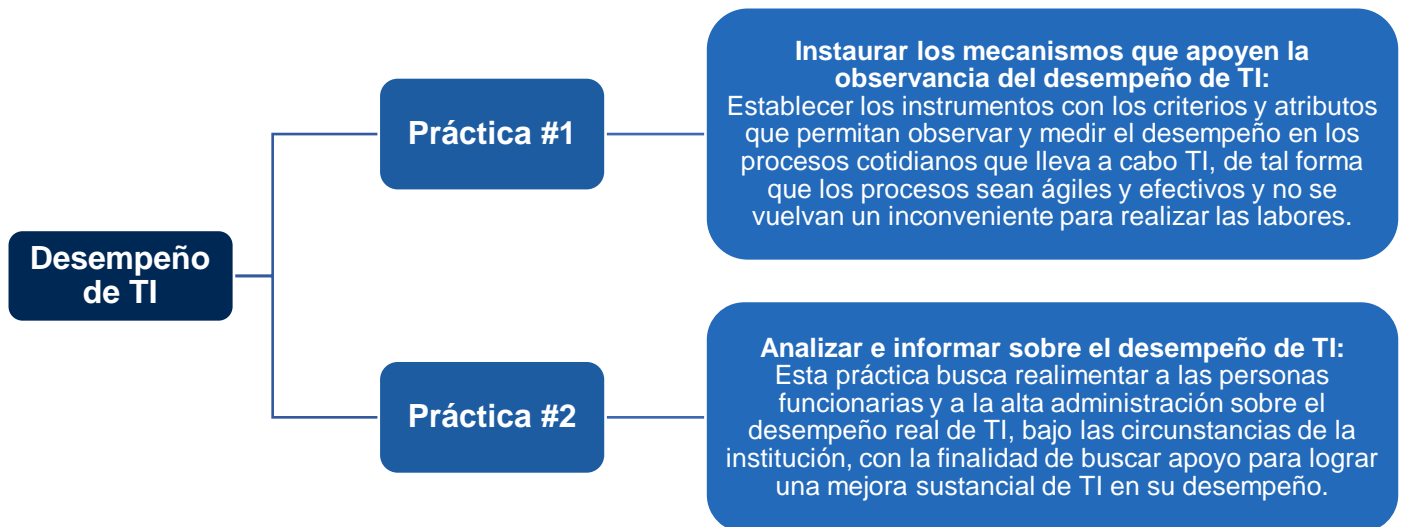 Desempeño
de TI
Práctica #1
Instaurar los mecanismos que apoyen la
observancia del desempeño de TI:
Establecer los instrumentos con los criterios y atributos
que permitan observar y medir el desempeño en los
procesos cotidianos que lleva a cabo TI, de tal forma
que los procesos sean ágiles y efectivos y no se
vuelvan un inconveniente para realizar las labores.
Práctica #2
Analizar e informar sobre el desempeño de TI:
Esta práctica busca realimentar a las personas
funcionarias y a la alta administración sobre el
desempeño real de TI, bajo las circunstancias de la
institución, con la finalidad de buscar apoyo para lograr
una mejora sustancial de TI en su desempeño.